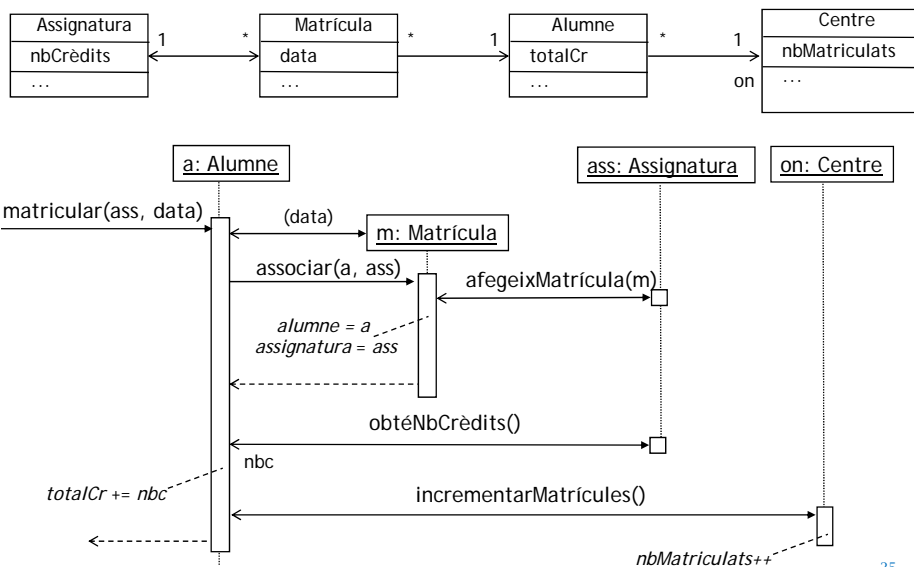 Assignatura
nbCrèdits
...
1
*
Matrícula
data
...
*
1
Alumne
totalCr
...
*
1
on
Centre
nbMatriculats
...
a: Alumne
ass: Assignatura
on: Centre
matricular(ass, data)
(data)
m: Matrícula
associar(a, ass)
afegeixMatrícula(m)
alumne = a
assignatura = ass
obtéNbCrèdits()
nbc
totalCr += nbc
incrementarMatrícules()
nbMatriculats++